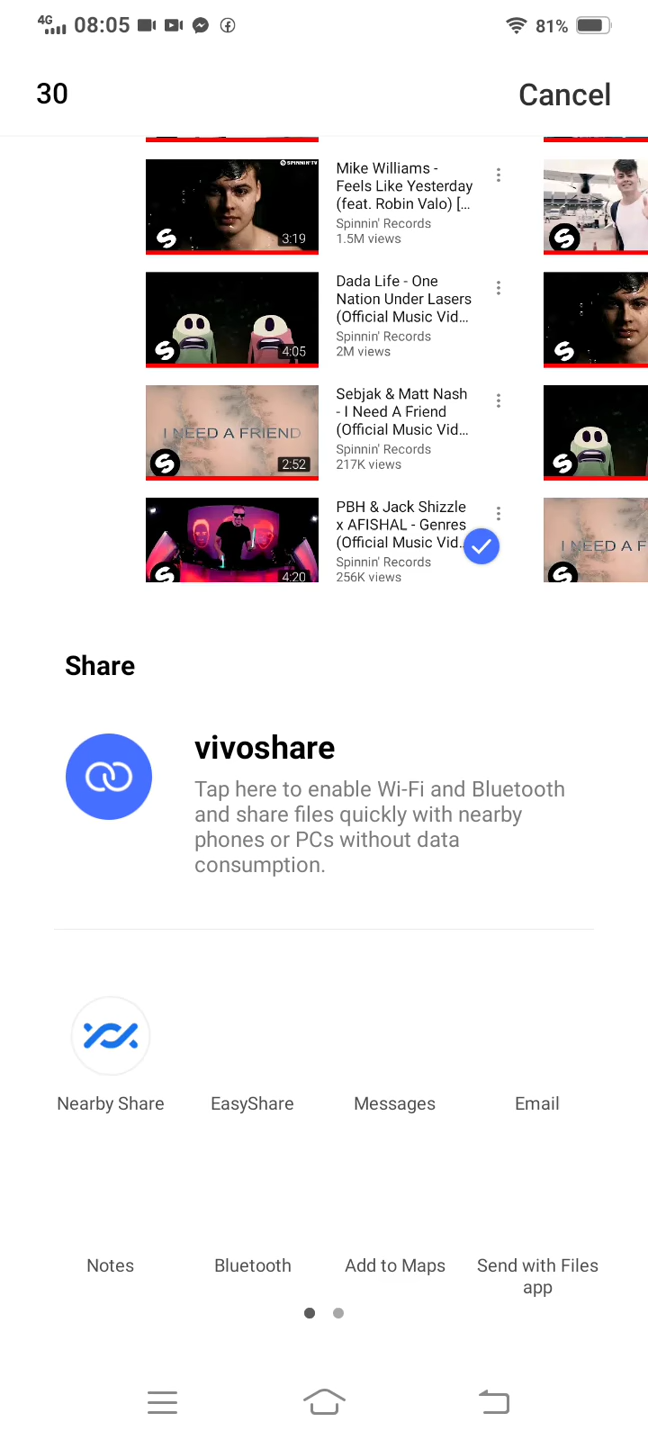 4G 08:05 81%
30 Cancel
SPINNIN'TV
3:19
Mike Williams -
Feels Like Yesterday
(feat. Robin Valo) [...
Spinnin' Records
1.5M views
4:05
Dada Life - One
Nation Under Lasers
(Official Music Vid...
Spinnin' Records
2M views
I NEED A FRIEND
2:52
Sebjak & Matt Nash
- I Need A Friend
(Official Music Vid...
Spinnin' Records
217K views
I NEED A F
4:20
PBH & Jack Shizzle
x AFISHAL - Genres
(Official Music Vid...
Spinnin' Records
256K views
Share
vivoshare
Tap here to enable Wi-Fi and Bluetooth
and share files quickly with nearby
phones or PCs without data
consumption.
Nearby Share EasyShare Messages Email
Notes Bluetooth Add to Maps Send with Files
app